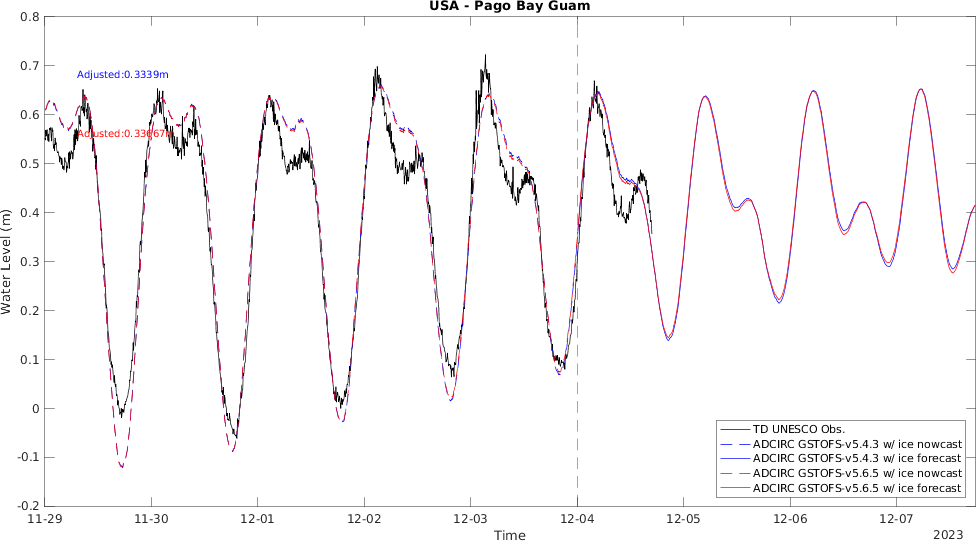 USA - Pago Bay Guam
0.8
0.7
0.6
0.5
0.4
0.3
0.2
0.1
0
-0.1
-0.2
Water Level (m)
Adjusted:0.3339m
Adjusted:0.33667m
TD UNESCO Obs.
ADCIRC GSTOFS-v5.4.3 w/ ice nowcast
ADCIRC GSTOFS-v5.4.3 w/ ice forecast
ADCIRC GSTOFS-v5.6.5 w/ ice nowcast
ADCIRC GSTOFS-v5.6.5 w/ ice forecast
11-29 11-30 12-01 12-02 12-03 12-04 12-05 12-06 12-07
Time
2023